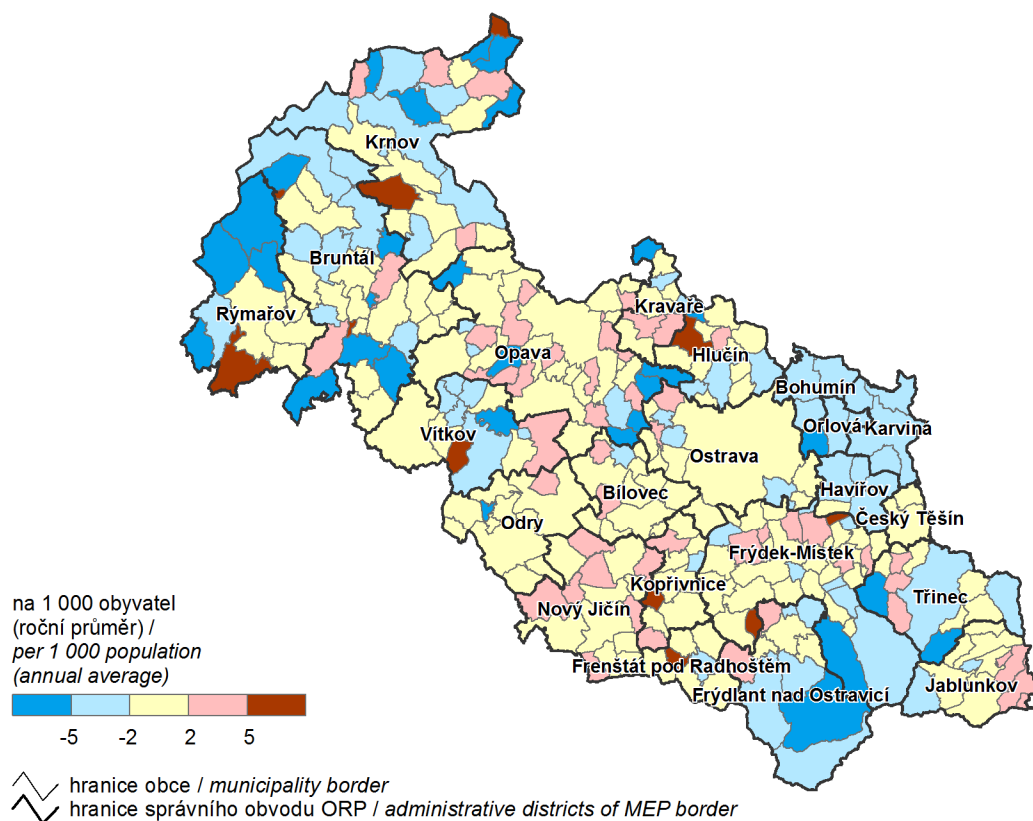 Krnov
Bruntál
Rýmařov
Kravaře
Opava
Hlučín
Bohumín
Orlová
Karviná
Vítkov
Ostrava
Havířov
Bílovec
Český Těšín
Odry
Frýdek-Místek
Kopřivnice
Třinec
Nový Jičín
Frenštát pod Radhoštěm
Jablunkov
Frýdlant nad Ostravicí
na 1 000 obyvatel
(roční průměr) /
per 1 000 population
(annual average)
-5 -2 2 5
hranice obce / municipality border
hranice správního obvodu ORP / administrative districts of MEP border